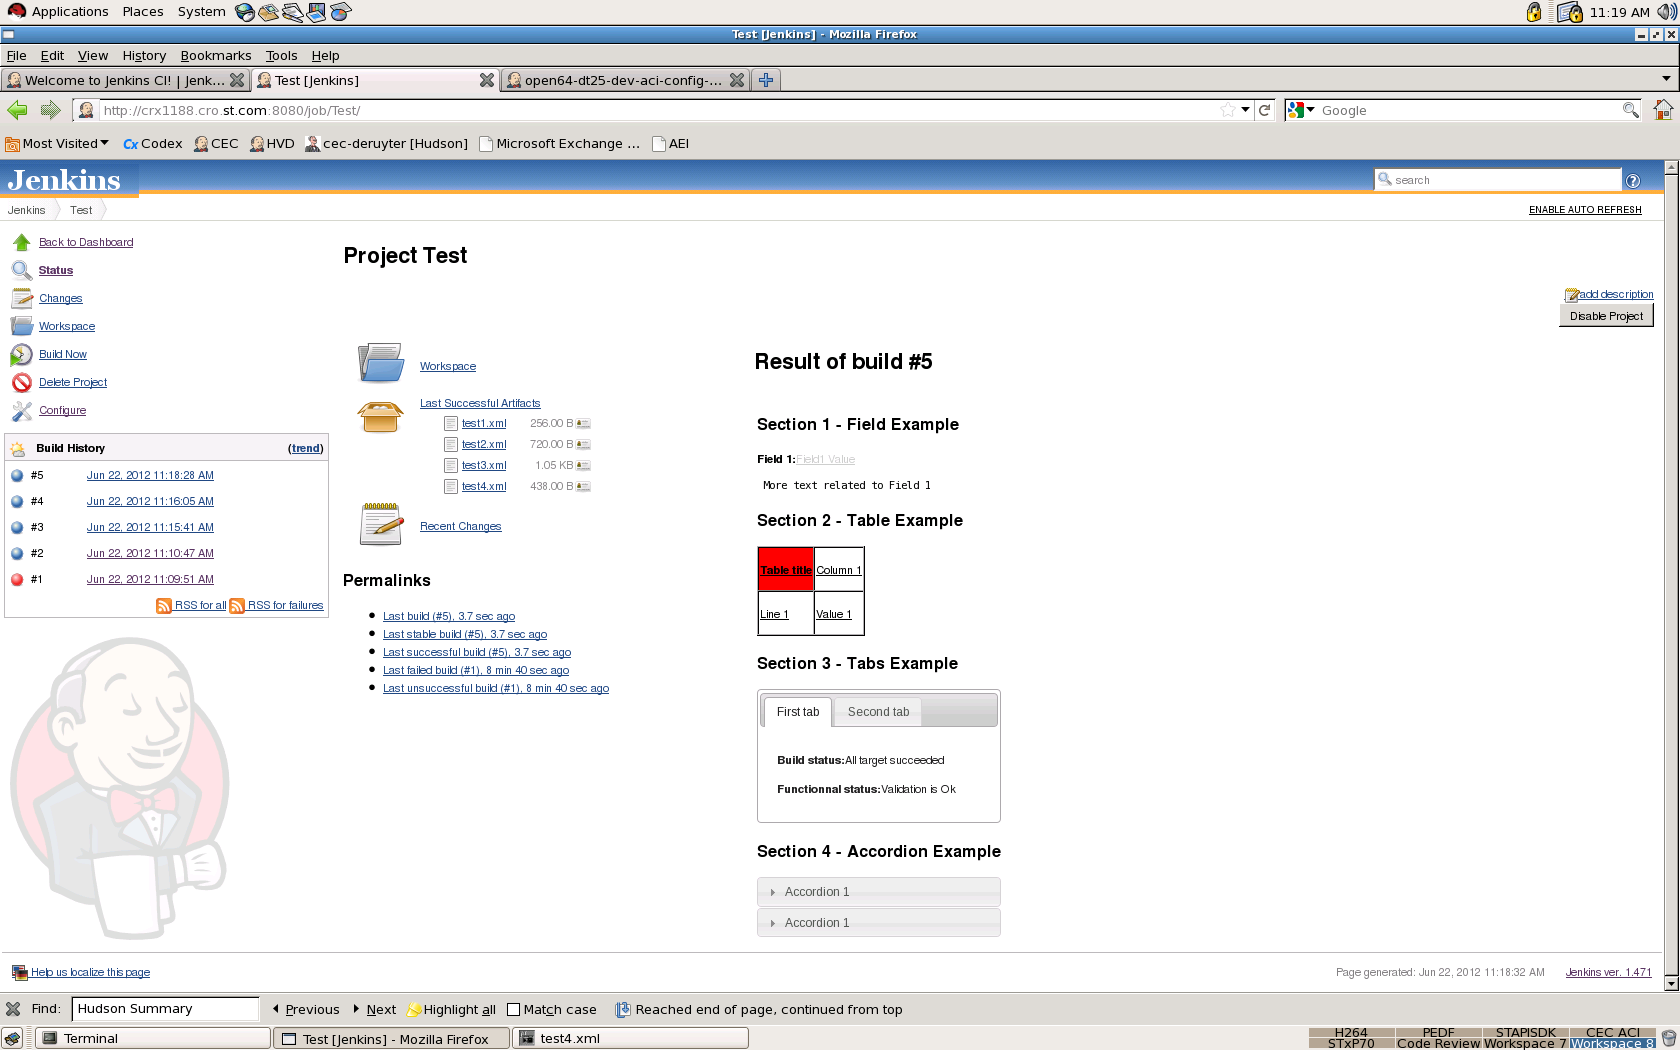 Applications Places System 11:19 AM
Test [Jenkins] - Mozilla Firefox
File Edit View History Bookmarks Tools Help
Welcome to Jenkins CI! | Jenk... Test [Jenkins] open64-dt25-dev-aci-config-...
http://crx1188.cro.st.com:8080/job/Test/ Google
Most Visited Codex CEC HVD cec-deruyter [Hudson] Microsoft Exchange ... AEI
Jenkins search
Jenkins Test ENABLE AUTO REFRESH
Back to Dashboard
Status
Changes
Workspace
Build Now
Delete Project
Configure
Build History (trend)
#5 Jun 22, 2012 11:18:28 AM
#4 Jun 22, 2012 11:16:05 AM
#3 Jun 22, 2012 11:15:41 AM
#2 Jun 22, 2012 11:10:47 AM
#1 Jun 22, 2012 11:09:51 AM
RSS for all RSS for failures
Project Test
add description
Disable Project
Workspace
Last Successful Artifacts
test1.xml 256.00 B
test2.xml 720.00 B
test3.xml 1.05 KB
test4.xml 438.00 B
Recent Changes
Permalinks
Last build (#5), 3.7 sec ago
Last stable build (#5), 3.7 sec ago
Last successful build (#5), 3.7 sec ago
Last failed build (#1), 8 min 40 sec ago
Last unsuccessful build (#1), 8 min 40 sec ago
Result of build #5
Section 1 - Field Example
Field 1:Field1 Value
More text related to Field 1
Section 2 - Table Example
Table title Column 1
Line 1 Value 1
Section 3 - Tabs Example
First tab Second tab
Build status:All target succeeded
Functionnal status:Validation is Ok
Section 4 - Accordion Example
Accordion 1
Accordion 1
Help us localize this page Page generated: Jun 22, 2012 11:18:32 AM Jenkins ver. 1.471
Find: Hudson Summary Previous Next Highlight all Match case Reached end of page, continued from top
Terminal Test [Jenkins] - Mozilla Firefox test4.xml
H264 PEDF STAPISDK CEC ACI
STxP70 Code Review Workspace 7 Workspace 8